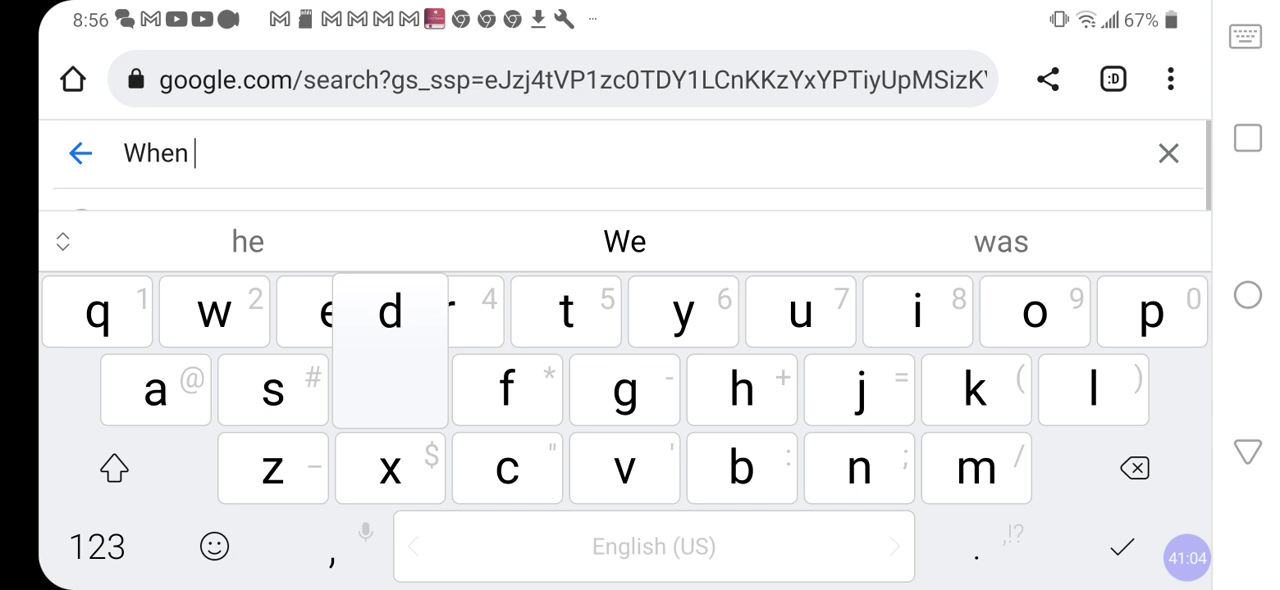 8:56 67%
google.com/search?gs_ssp=eJzj4tVP1zc0TDY1LCnKKzYxYPTiyUpMSizK
:D
When
he We was
q 1 w 2 e d r 4 t 5 y 6 u 7 i 8 o 9 p 0
a @ s # f * g - h + j = k ( l )
z – x $ c " v ' b : n ; m /
123 , < English (US) > . ,!?
41:04